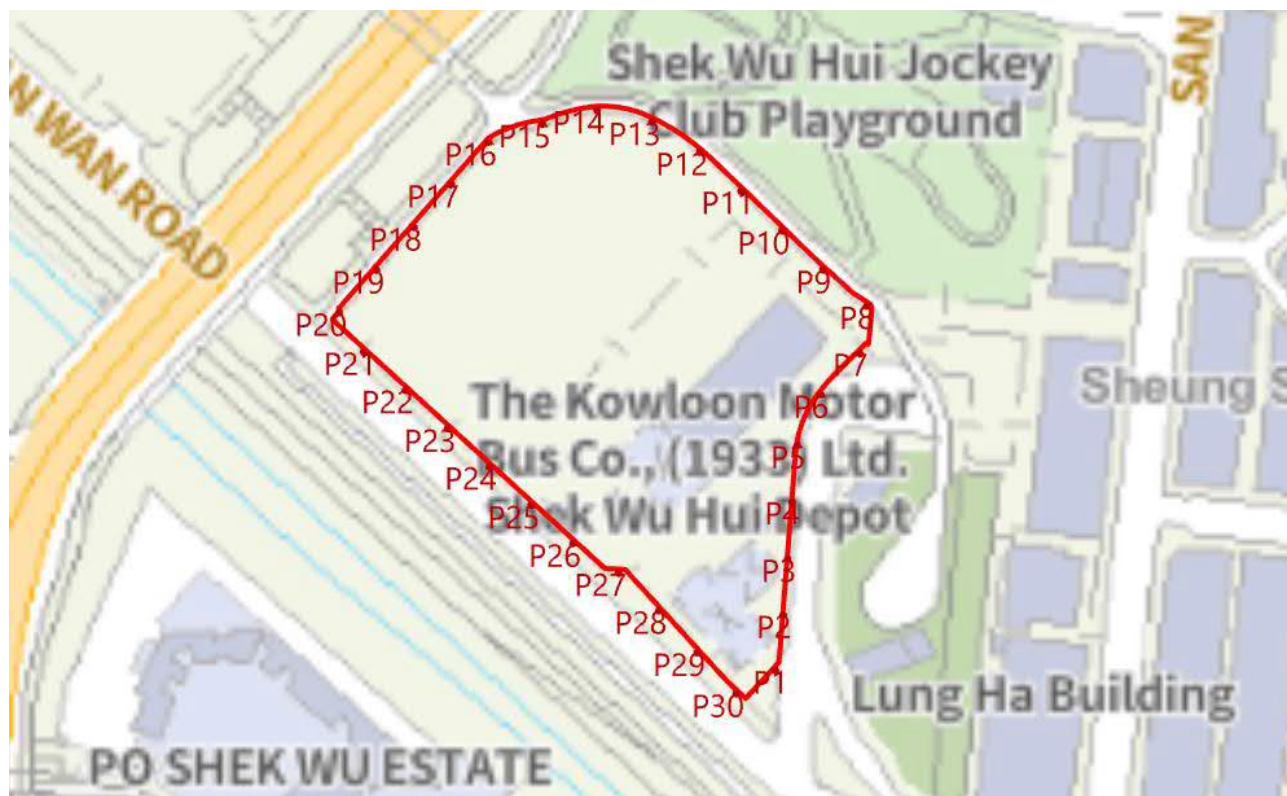 Shek Wu Hui Jockey
Club Playground
SAN
N WAN ROAD
P14
P15
P13
P16
P12
P17
P11
P18
P10
P19
P9
P20
P8
P21
P7
P22
P6
The Kowloon Motor
Bus Co., (1933) Ltd.
Shek Wu Hui Depot
Sheung S
P23
P5
P24
P4
P25
P26
P3
P27
P28
P2
P29
P1
P30
Lung Ha Building
PO SHEK WU ESTATE